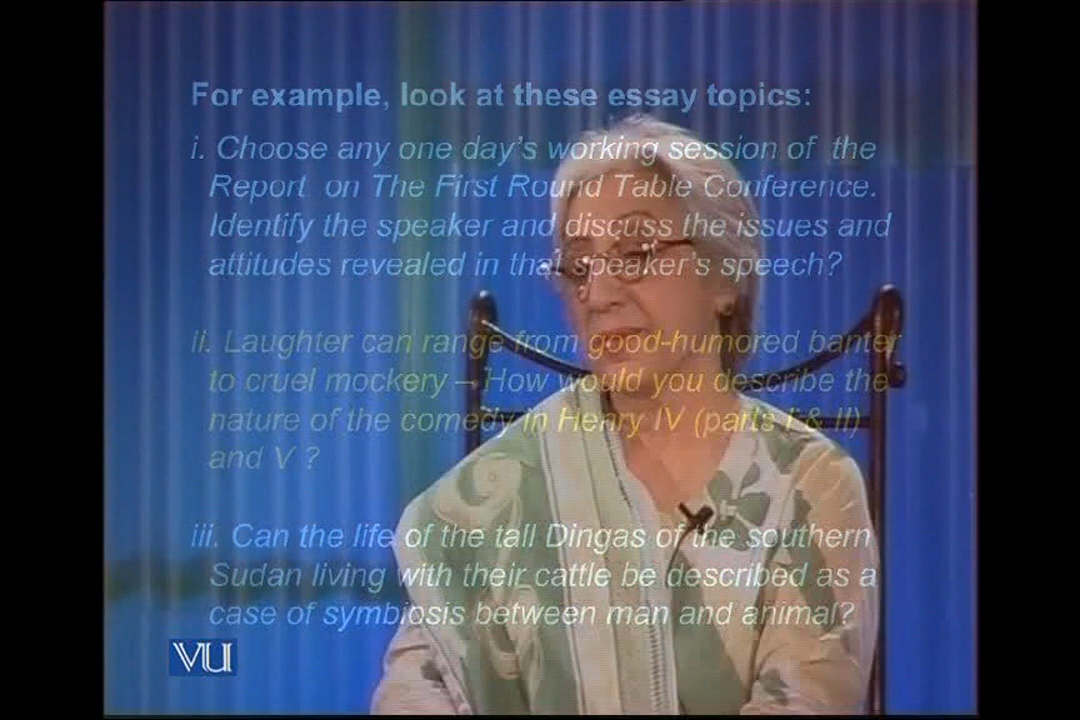 For example, look at these essay topics:
i. Choose any one day's working session of the
Report on The First Round Table Conference.
Identify the speaker and discuss the issues and
attitudes revealed in that speaker's speech?
ii. Laughter can range from good-humored banter
to cruel mockery – How would you describe the
nature of the comedy in Henry IV (parts I & II)
and V ?
iii. Can the life of the tall Dingas of the southern
Sudan living with their cattle be described as a
case of symbiosis between man and animal?
VU